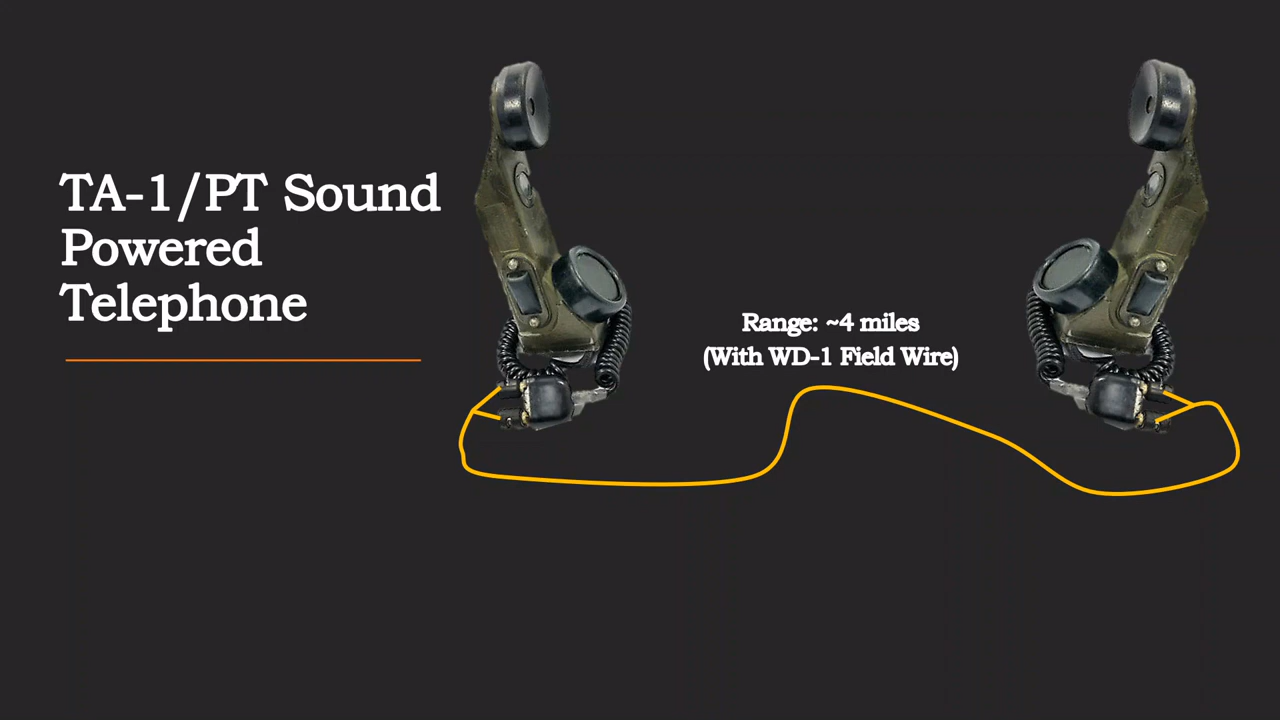 TA-1/PT Sound
Powered
Telephone
Range: ~4 miles
(With WD-1 Field Wire)